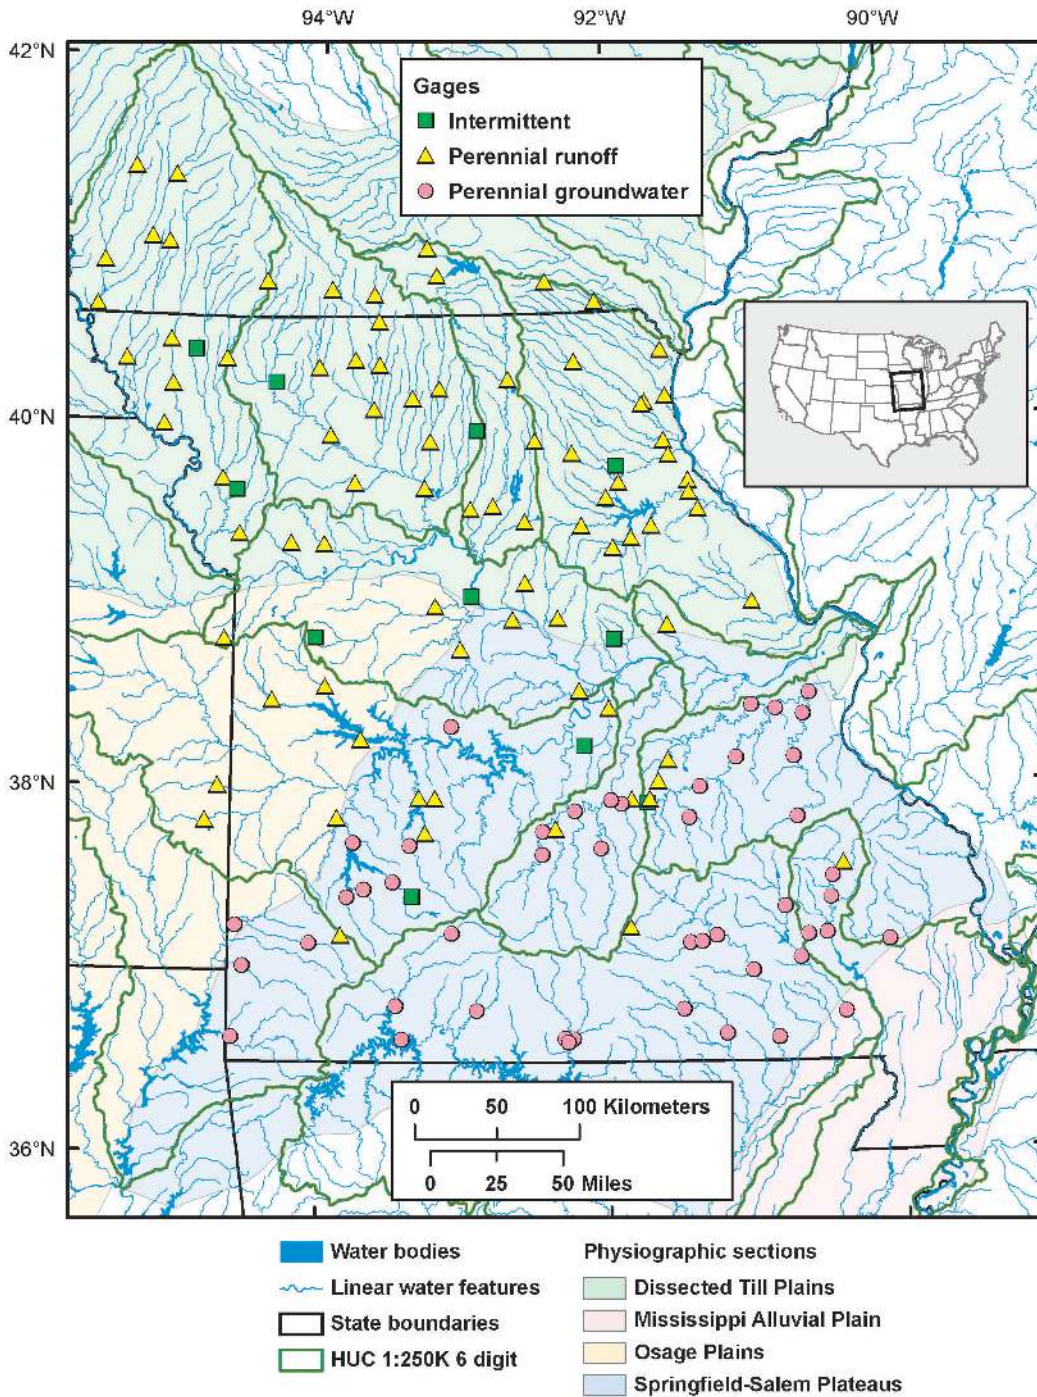 94°W 92°W 90°W
42°N
Gages
Intermittent
Perennial runoff
Perennial groundwater
40°N
38°N
36°N
0 50 100 Kilometers
0 25 50 Miles
Water bodies
Linear water features
State boundaries
HUC 1:250K 6 digit
Physiographic sections
Dissected Till Plains
Mississippi Alluvial Plain
Osage Plains
Springfield-Salem Plateaus